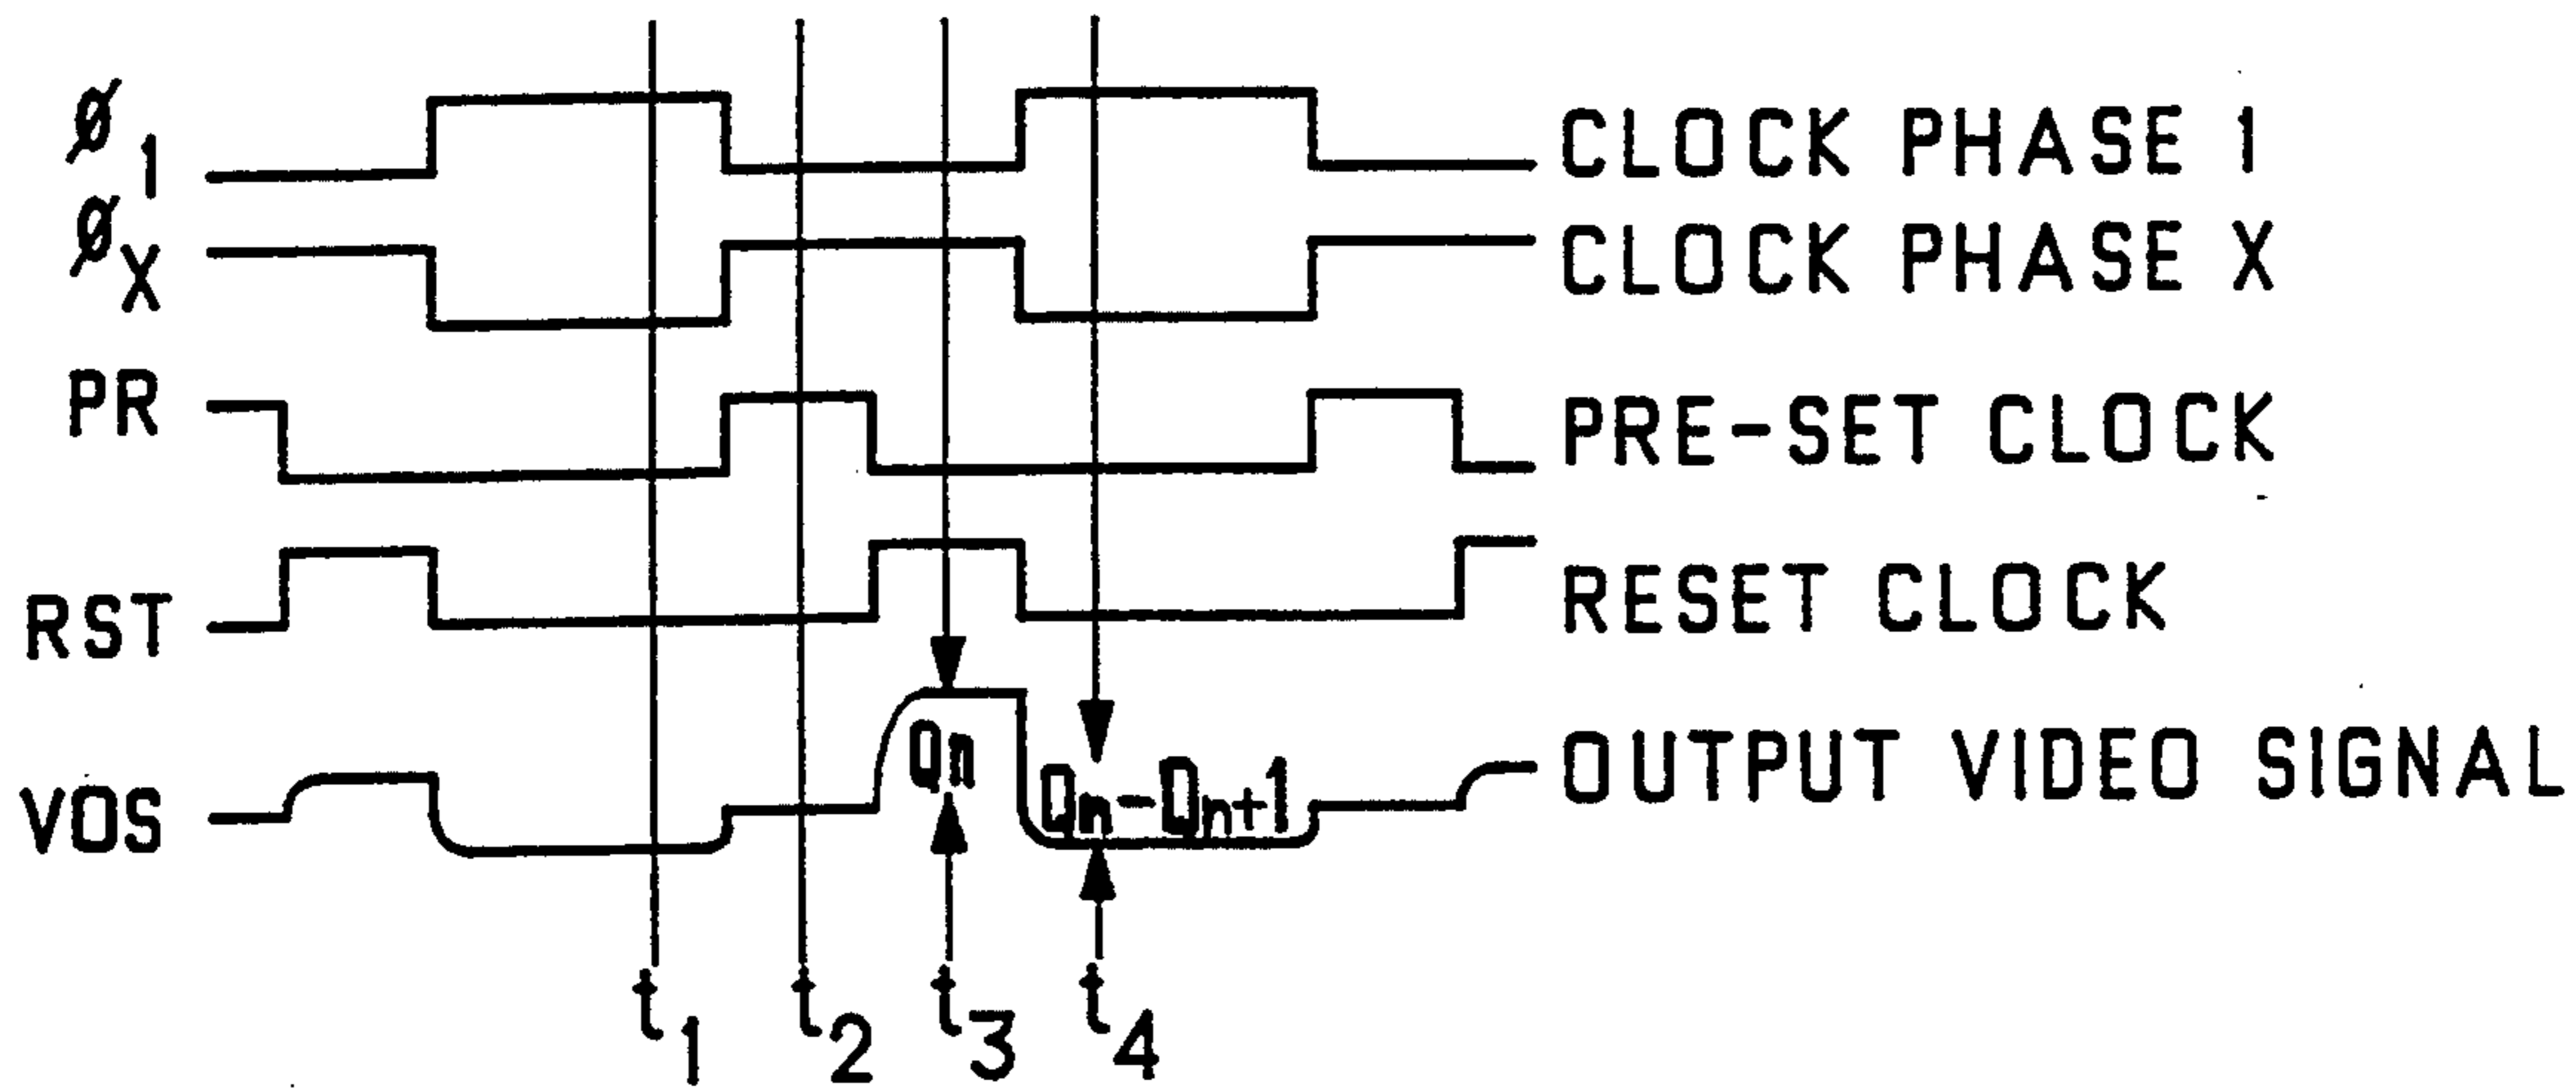 Ø1 CLOCK PHASE 1
ØX CLOCK PHASE X
PR PRE-SET CLOCK
RST RESET CLOCK
VOS Qn Qn-Qn+1 OUTPUT VIDEO SIGNAL
t1 t2 t3 t4